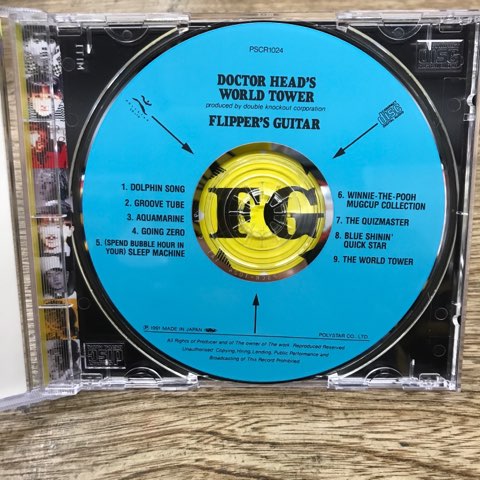 PSCR1024
DOCTOR HEAD'S
WORLD TOWER
produced by double knockout corporation
FLIPPER'S GUITAR
1. DOLPHIN SONG
2. GROOVE TUBE
3. AQUAMARINE
4. GOING ZERO
5. (SPEND BUBBLE HOUR IN
YOUR) SLEEP MACHINE
6. WINNIE-THE-POOH
MUGCUP COLLECTION
7. THE QUIZMASTER
8. BLUE SHININ'
QUICK STAR
9. THE WORLD TOWER
℗ 1991 MADE IN JAPAN
POLYSTAR CO., LTD.
All Rights of Producer and of The owner of The work Reproduced Reserved
Unauthorised Copying, Hiring, Lending, Public Performance and
Broadcasting of This Record Prohibited